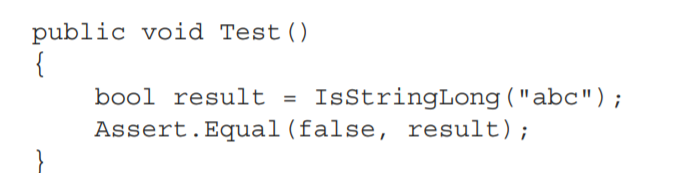 public void Test()
{
    bool result = IsStringLong("abc");
    Assert.Equal(false, result);
}